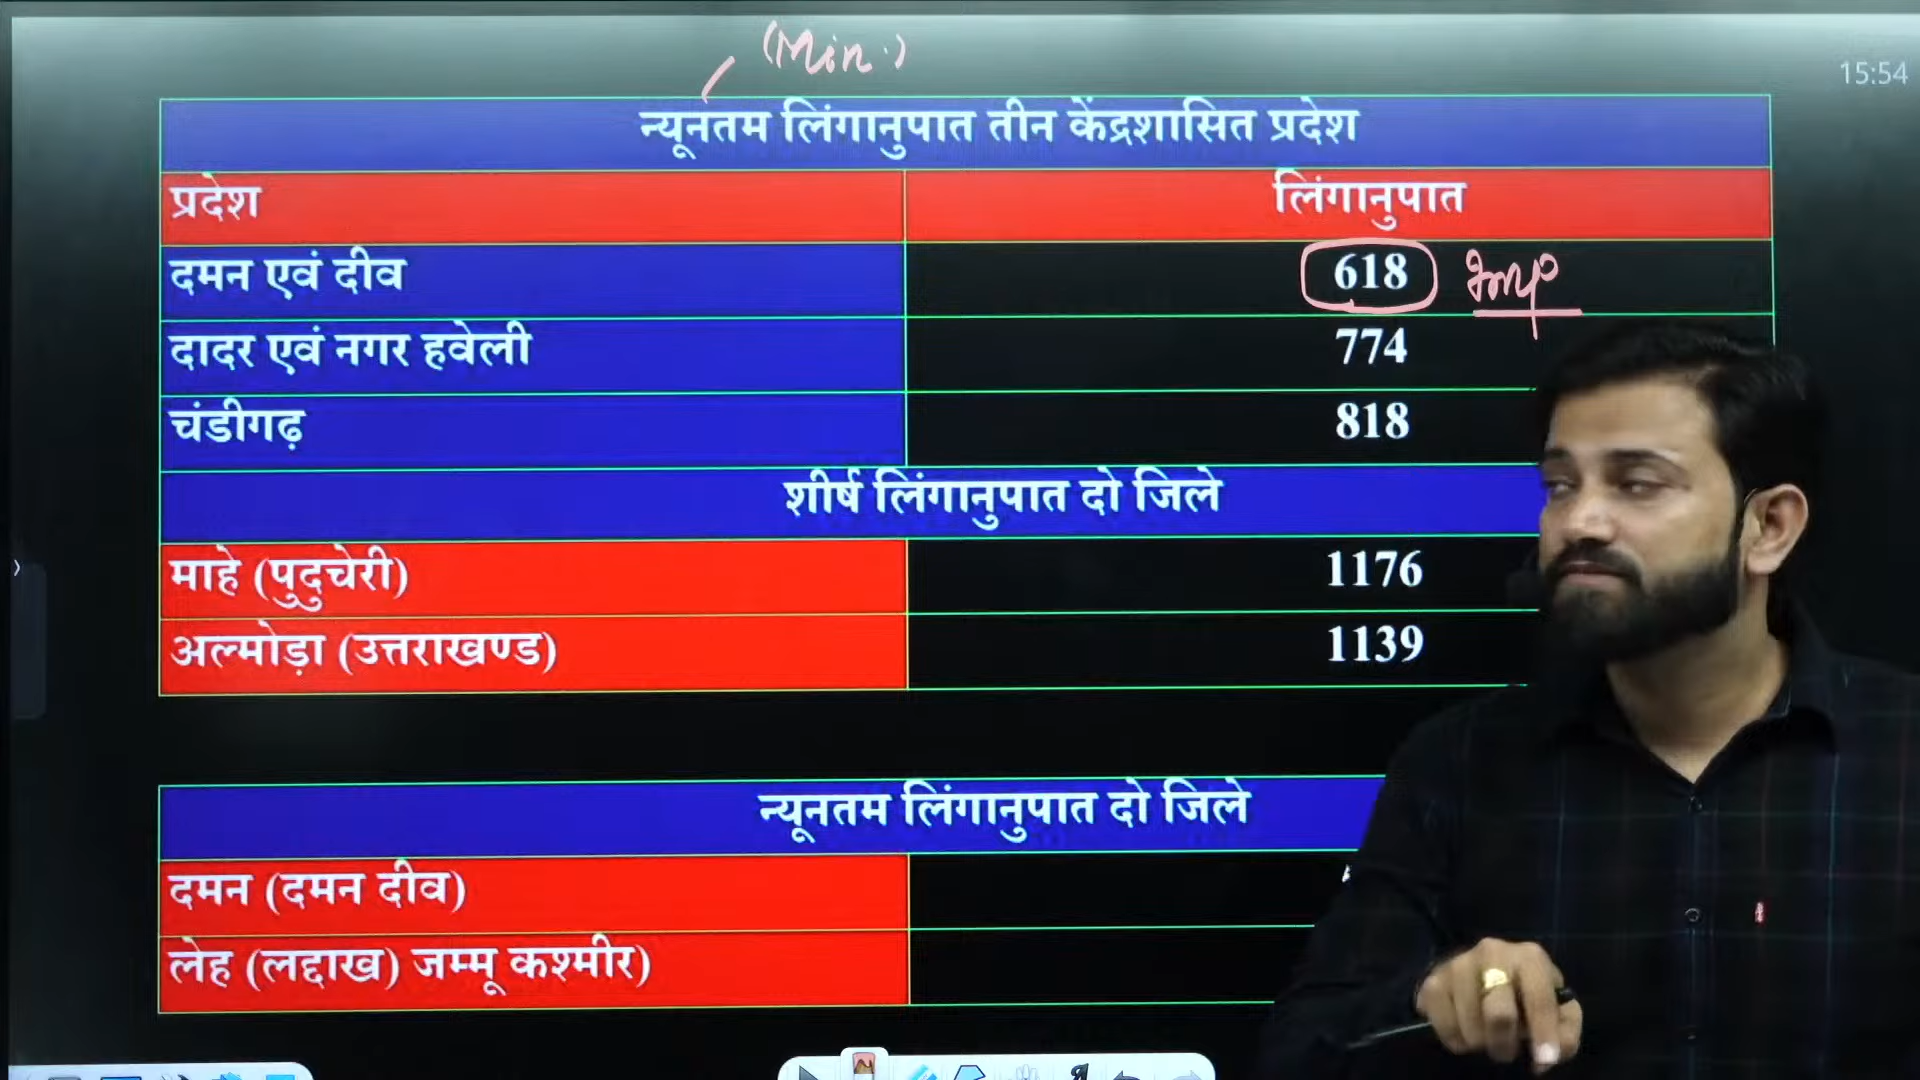 (Min.)
15:54
न्यूनतम लिंगानुपात तीन केंद्रशासित प्रदेश
प्रदेश लिंगानुपात
दमन एवं दीव 618 Imp
दादर एवं नगर हवेली 774
चंडीगढ़ 818
शीर्ष लिंगानुपात दो जिले
माहे (पुदुचेरी) 1176
अल्मोड़ा (उत्तराखण्ड) 1139
न्यूनतम लिंगानुपात दो जिले
दमन (दमन दीव)
लेह (लद्दाख) जम्मू कश्मीर)